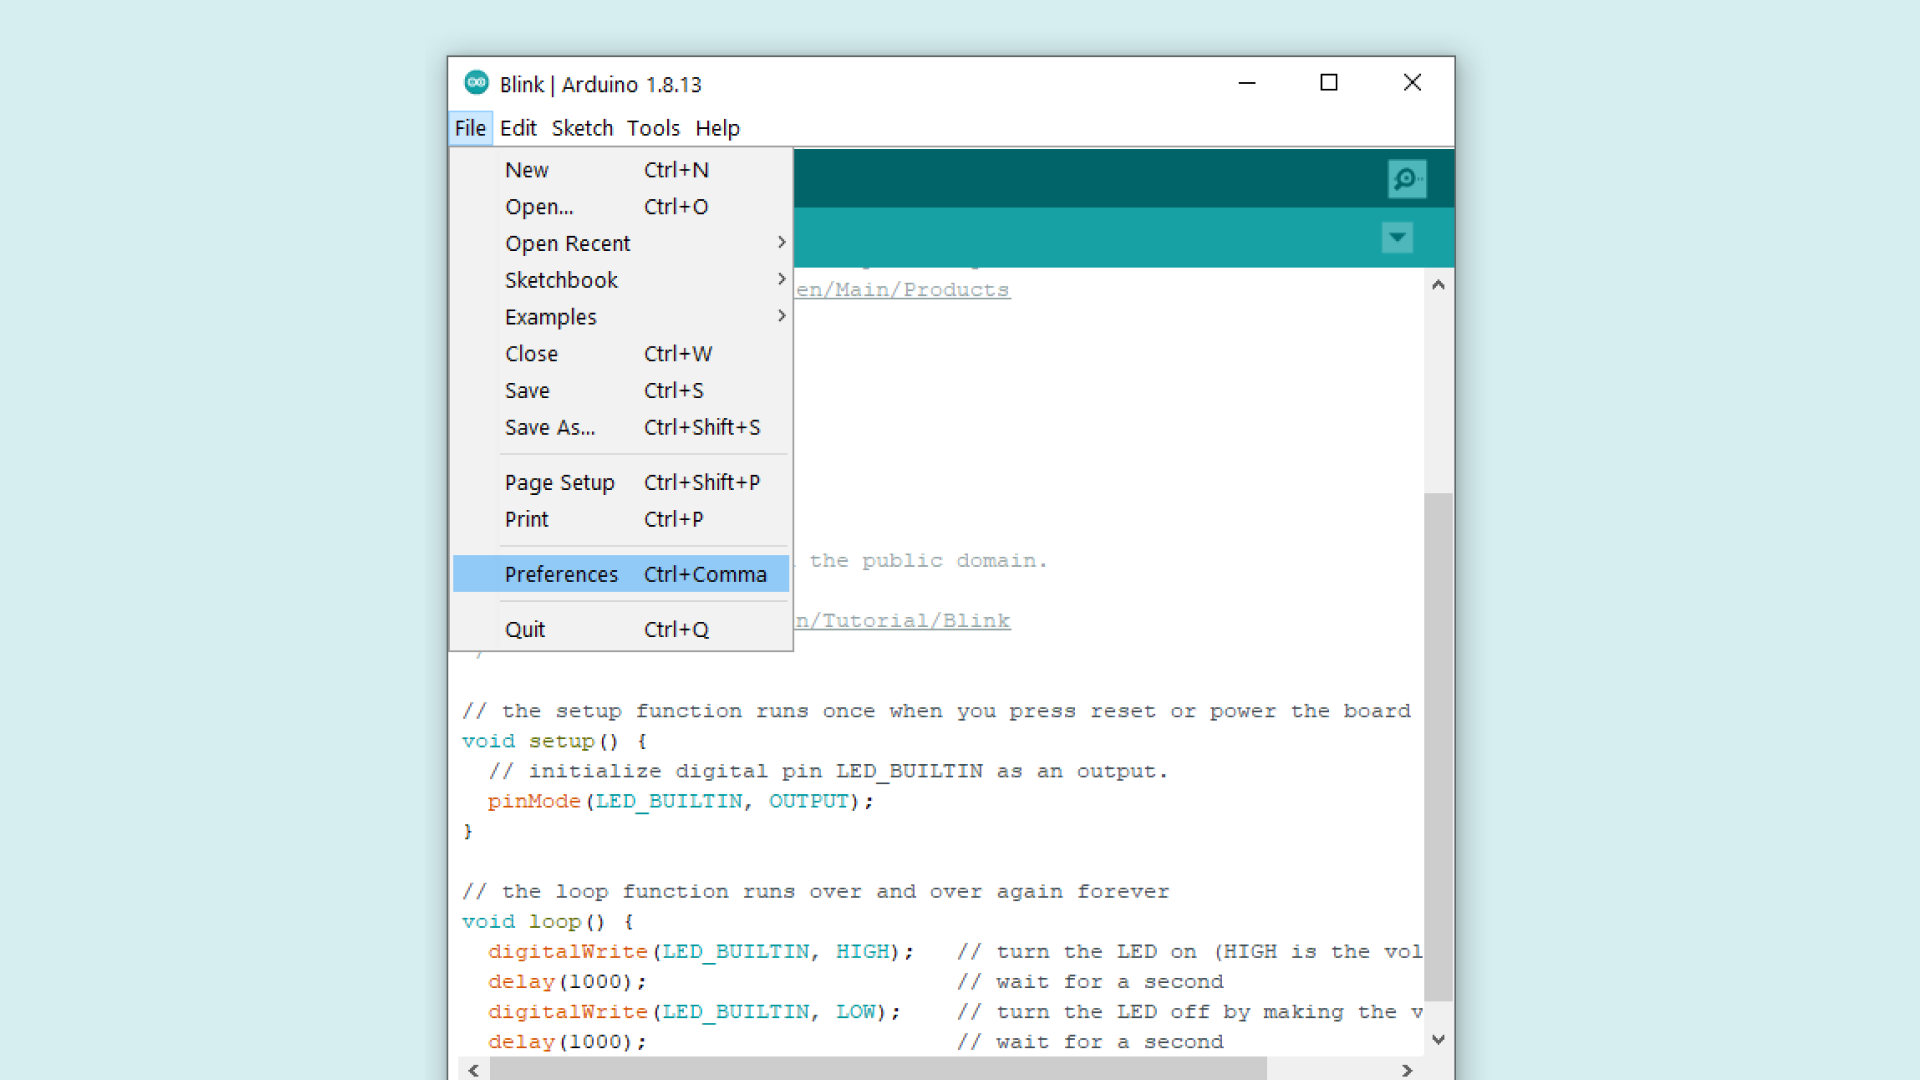 Blink | Arduino 1.8.13
File Edit Sketch Tools Help
New Ctrl+N
Open... Ctrl+O
Open Recent
Sketchbook
Examples
Close Ctrl+W
Save Ctrl+S
Save As... Ctrl+Shift+S
Page Setup Ctrl+Shift+P
Print Ctrl+P
Preferences Ctrl+Comma
Quit Ctrl+Q
en/Main/Products
the public domain.
n/Tutorial/Blink
// the setup function runs once when you press reset or power the board
void setup() {
  // initialize digital pin LED_BUILTIN as an output.
  pinMode(LED_BUILTIN, OUTPUT);
}
// the loop function runs over and over again forever
void loop() {
  digitalWrite(LED_BUILTIN, HIGH);   // turn the LED on (HIGH is the vol
  delay(1000);                       // wait for a second
  digitalWrite(LED_BUILTIN, LOW);    // turn the LED off by making the v
  delay(1000);                       // wait for a second